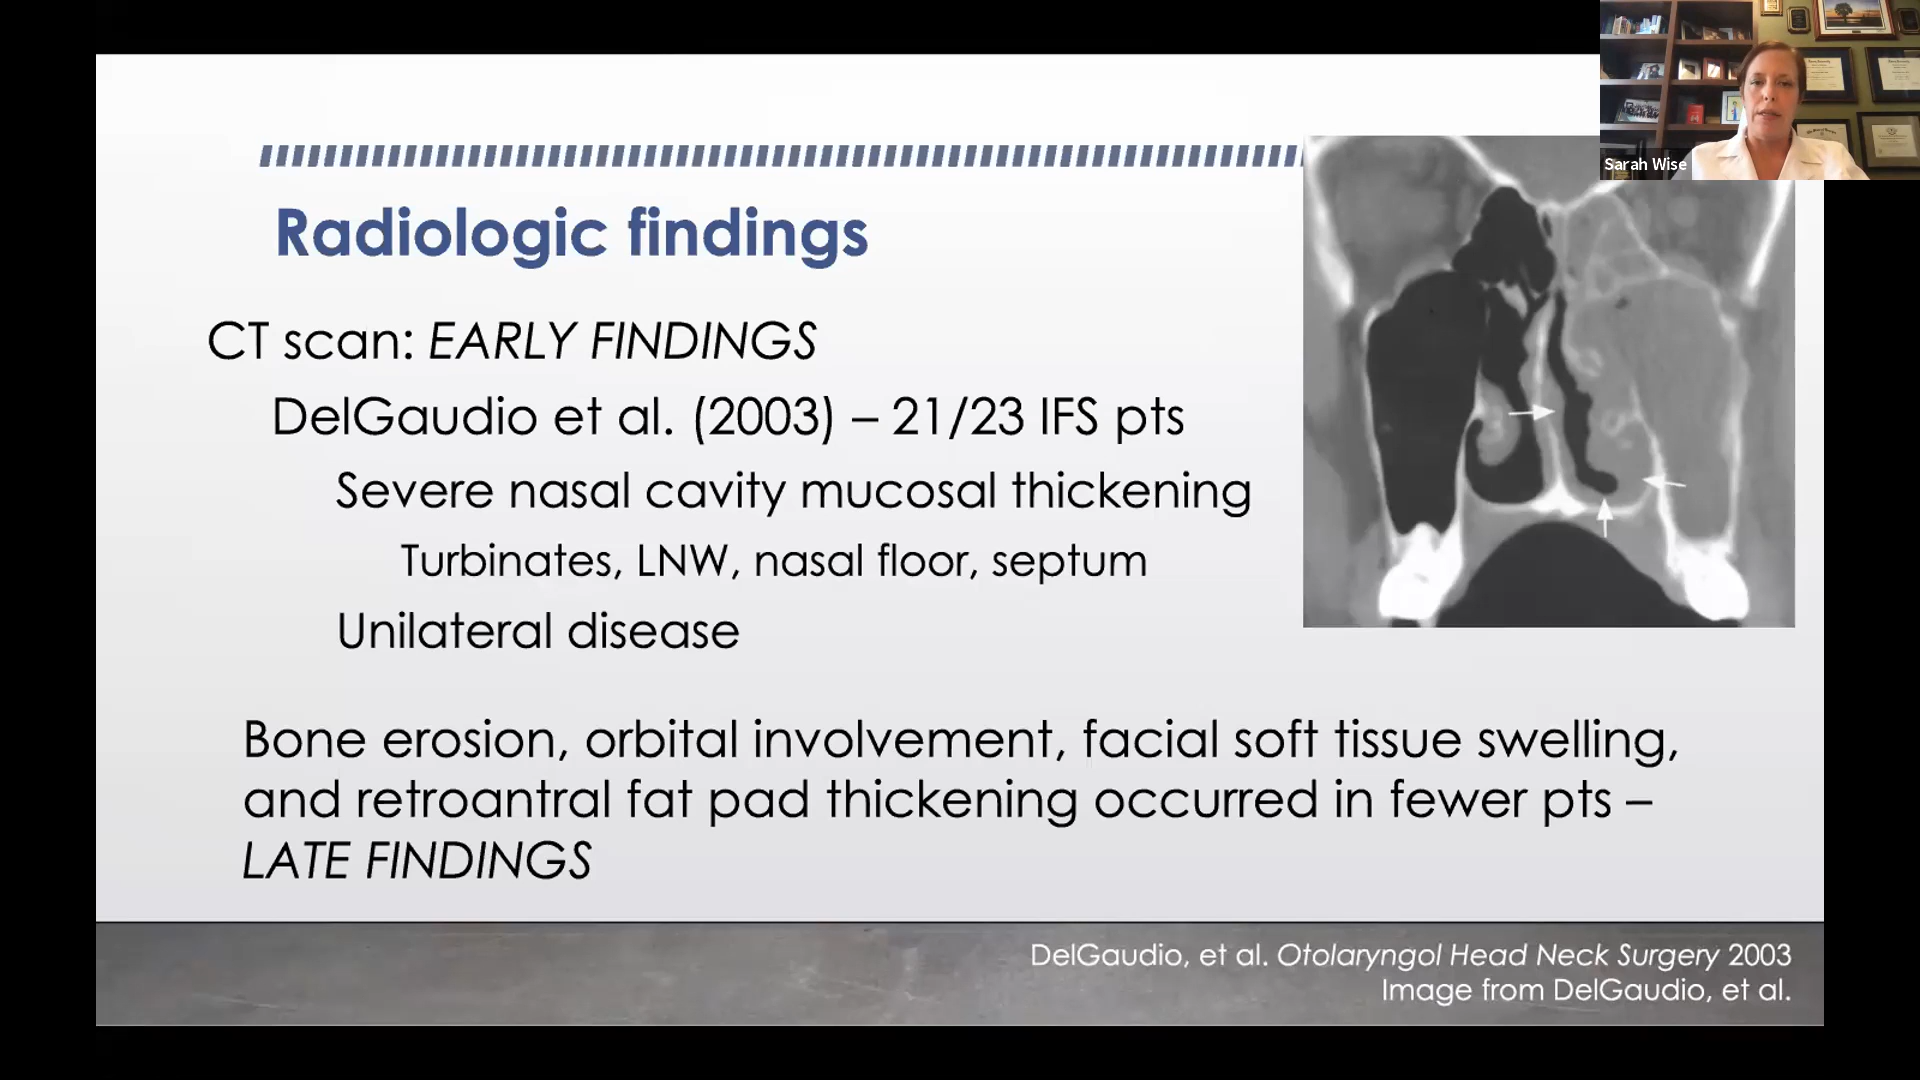 Sarah Wise
Radiologic findings
CT scan: EARLY FINDINGS
DelGaudio et al. (2003) – 21/23 IFS pts
Severe nasal cavity mucosal thickening
Turbinates, LNW, nasal floor, septum
Unilateral disease
Bone erosion, orbital involvement, facial soft tissue swelling,
and retroantral fat pad thickening occurred in fewer pts –
LATE FINDINGS
DelGaudio, et al. Otolaryngol Head Neck Surgery 2003
Image from DelGaudio, et al.